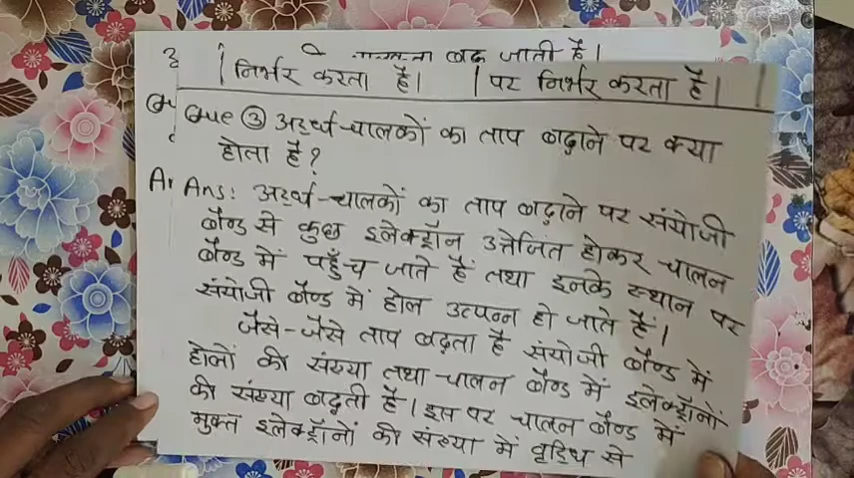 बढ़ जाती है।
निर्भर करता है। पर निर्भर करता है।
Que ③ अर्ध-चालकों का ताप बढ़ाने पर क्या
होता है?
Ans: अर्ध-चालकों का ताप बढ़ाने पर संयोजी
बैण्ड से कुछ इलेक्ट्रॉन उत्तेजित होकर चालन
बैण्ड में पहुँच जाते हैं तथा इनके स्थान पर
संयोजी बैण्ड में होल उत्पन्न हो जाते हैं।
जैसे-जैसे ताप बढ़ता है संयोजी बैण्ड में
होलों की संख्या तथा चालन बैण्ड में इलेक्ट्रॉनों
की संख्या बढ़ती है। इस पर चालन बैण्ड में
मुक्त इलेक्ट्रॉनों की संख्या में वृद्धि से